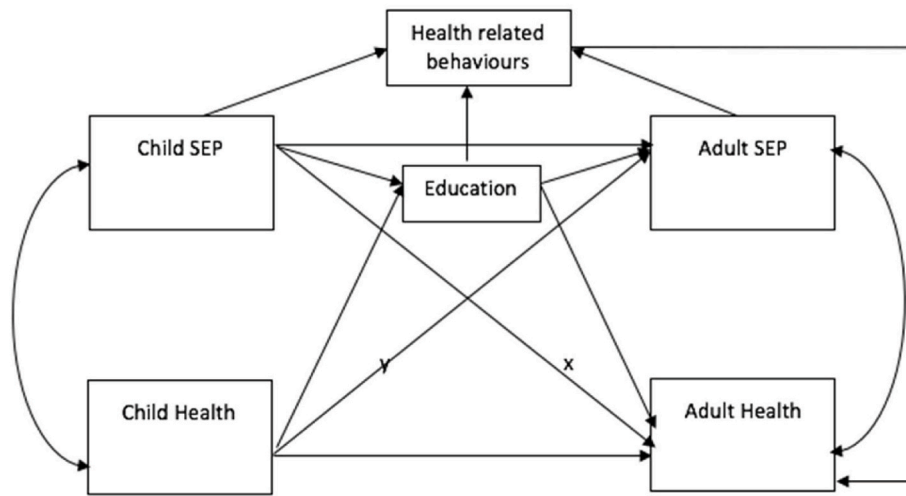 Health related
behaviours
Child SEP
Adult SEP
Education
y
x
Child Health
Adult Health